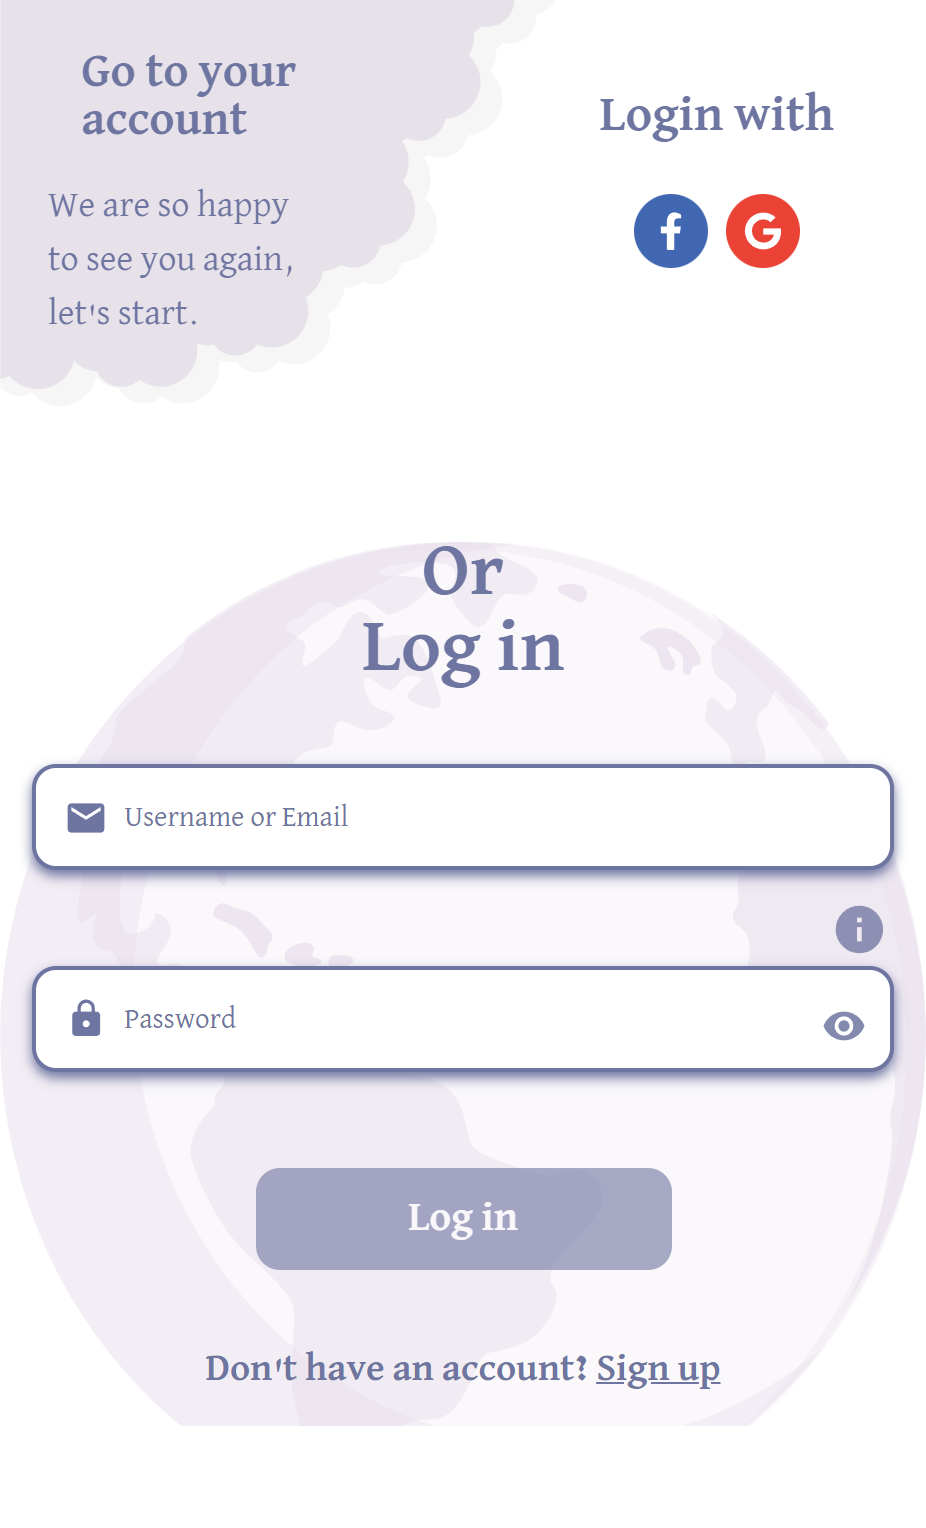 Go to your
account
We are so happy
to see you again,
let's start.
Login with
Or
Log in
Username or Email
Password
Log in
Don't have an account? Sign up